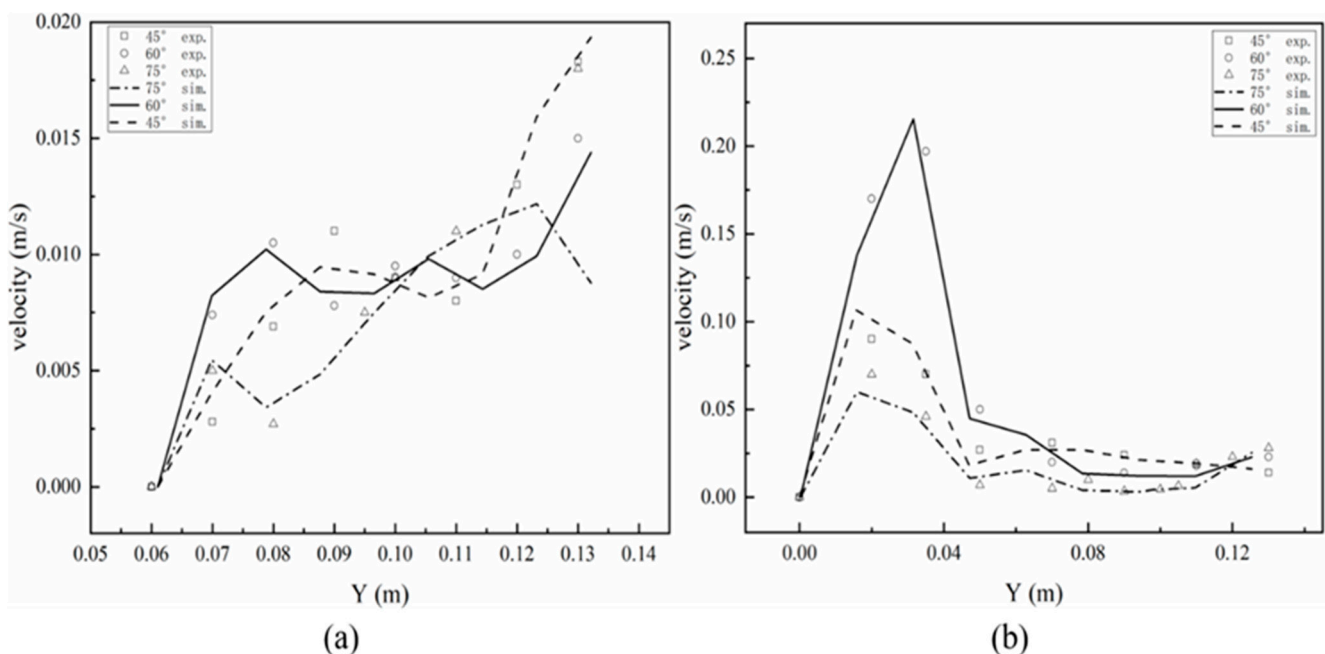 0.020
0.015
0.010
0.005
0.000
velocity (m/s)
45° exp.
60° exp.
75° exp.
75° sim.
60° sim.
45° sim.
0.05 0.06 0.07 0.08 0.09 0.10 0.11 0.12 0.13 0.14
Y (m)
(a)
0.25
0.20
0.15
0.10
0.05
0.00
velocity (m/s)
45° exp.
60° exp.
75° exp.
75° sim.
60° sim.
45° sim.
0.00 0.04 0.08 0.12
Y (m)
(b)